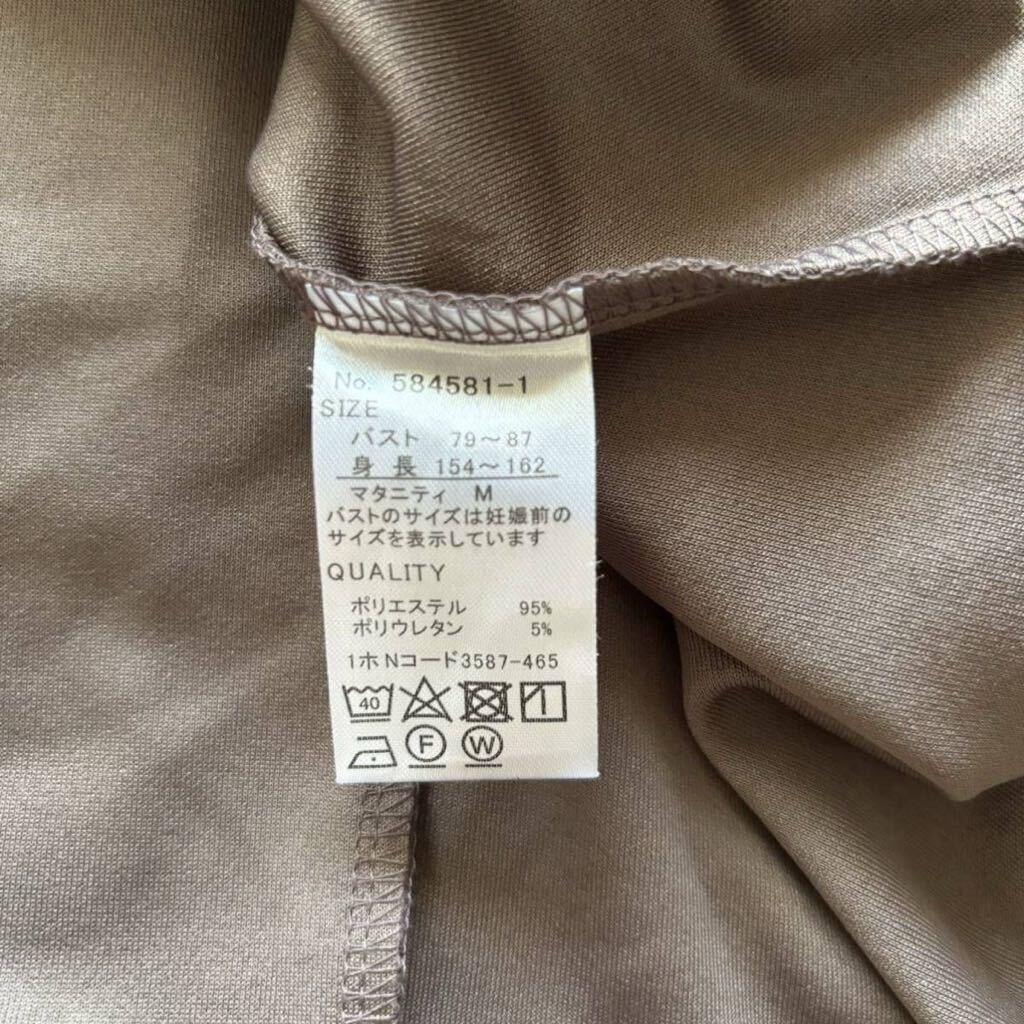 No. 584581-1
SIZE
バスト 79～87
身長 154～162
マタニティ M
バストのサイズは妊娠前の
サイズを表示しています
QUALITY
ポリエステル 95%
ポリウレタン 5%
1ホNコード3587-465
40
F W